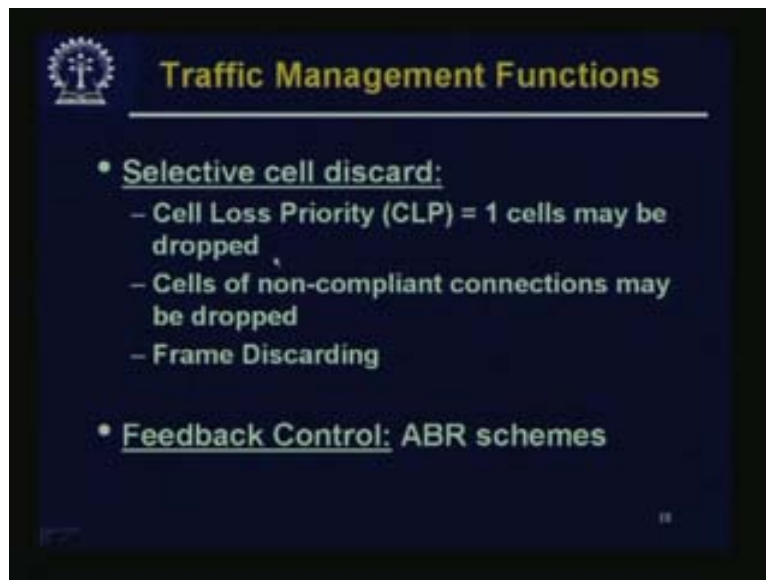 Traffic Management Functions
• Selective cell discard:
– Cell Loss Priority (CLP) = 1 cells may be
dropped
– Cells of non-compliant connections may
be dropped
– Frame Discarding
• Feedback Control: ABR schemes